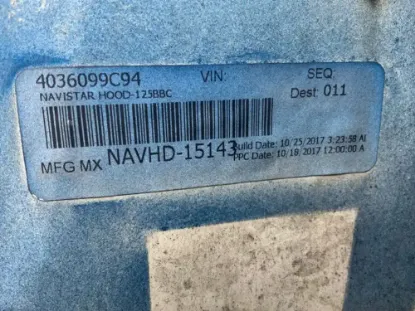 4036099C94 VIN: SEQ:
NAVISTAR HOOD-125BBC Dest: 011
MFG MX NAVHD-15143 Build Date: 10/25/2017 3:23:58 A
PPC Date: 10/18/2017 12:00:00 A